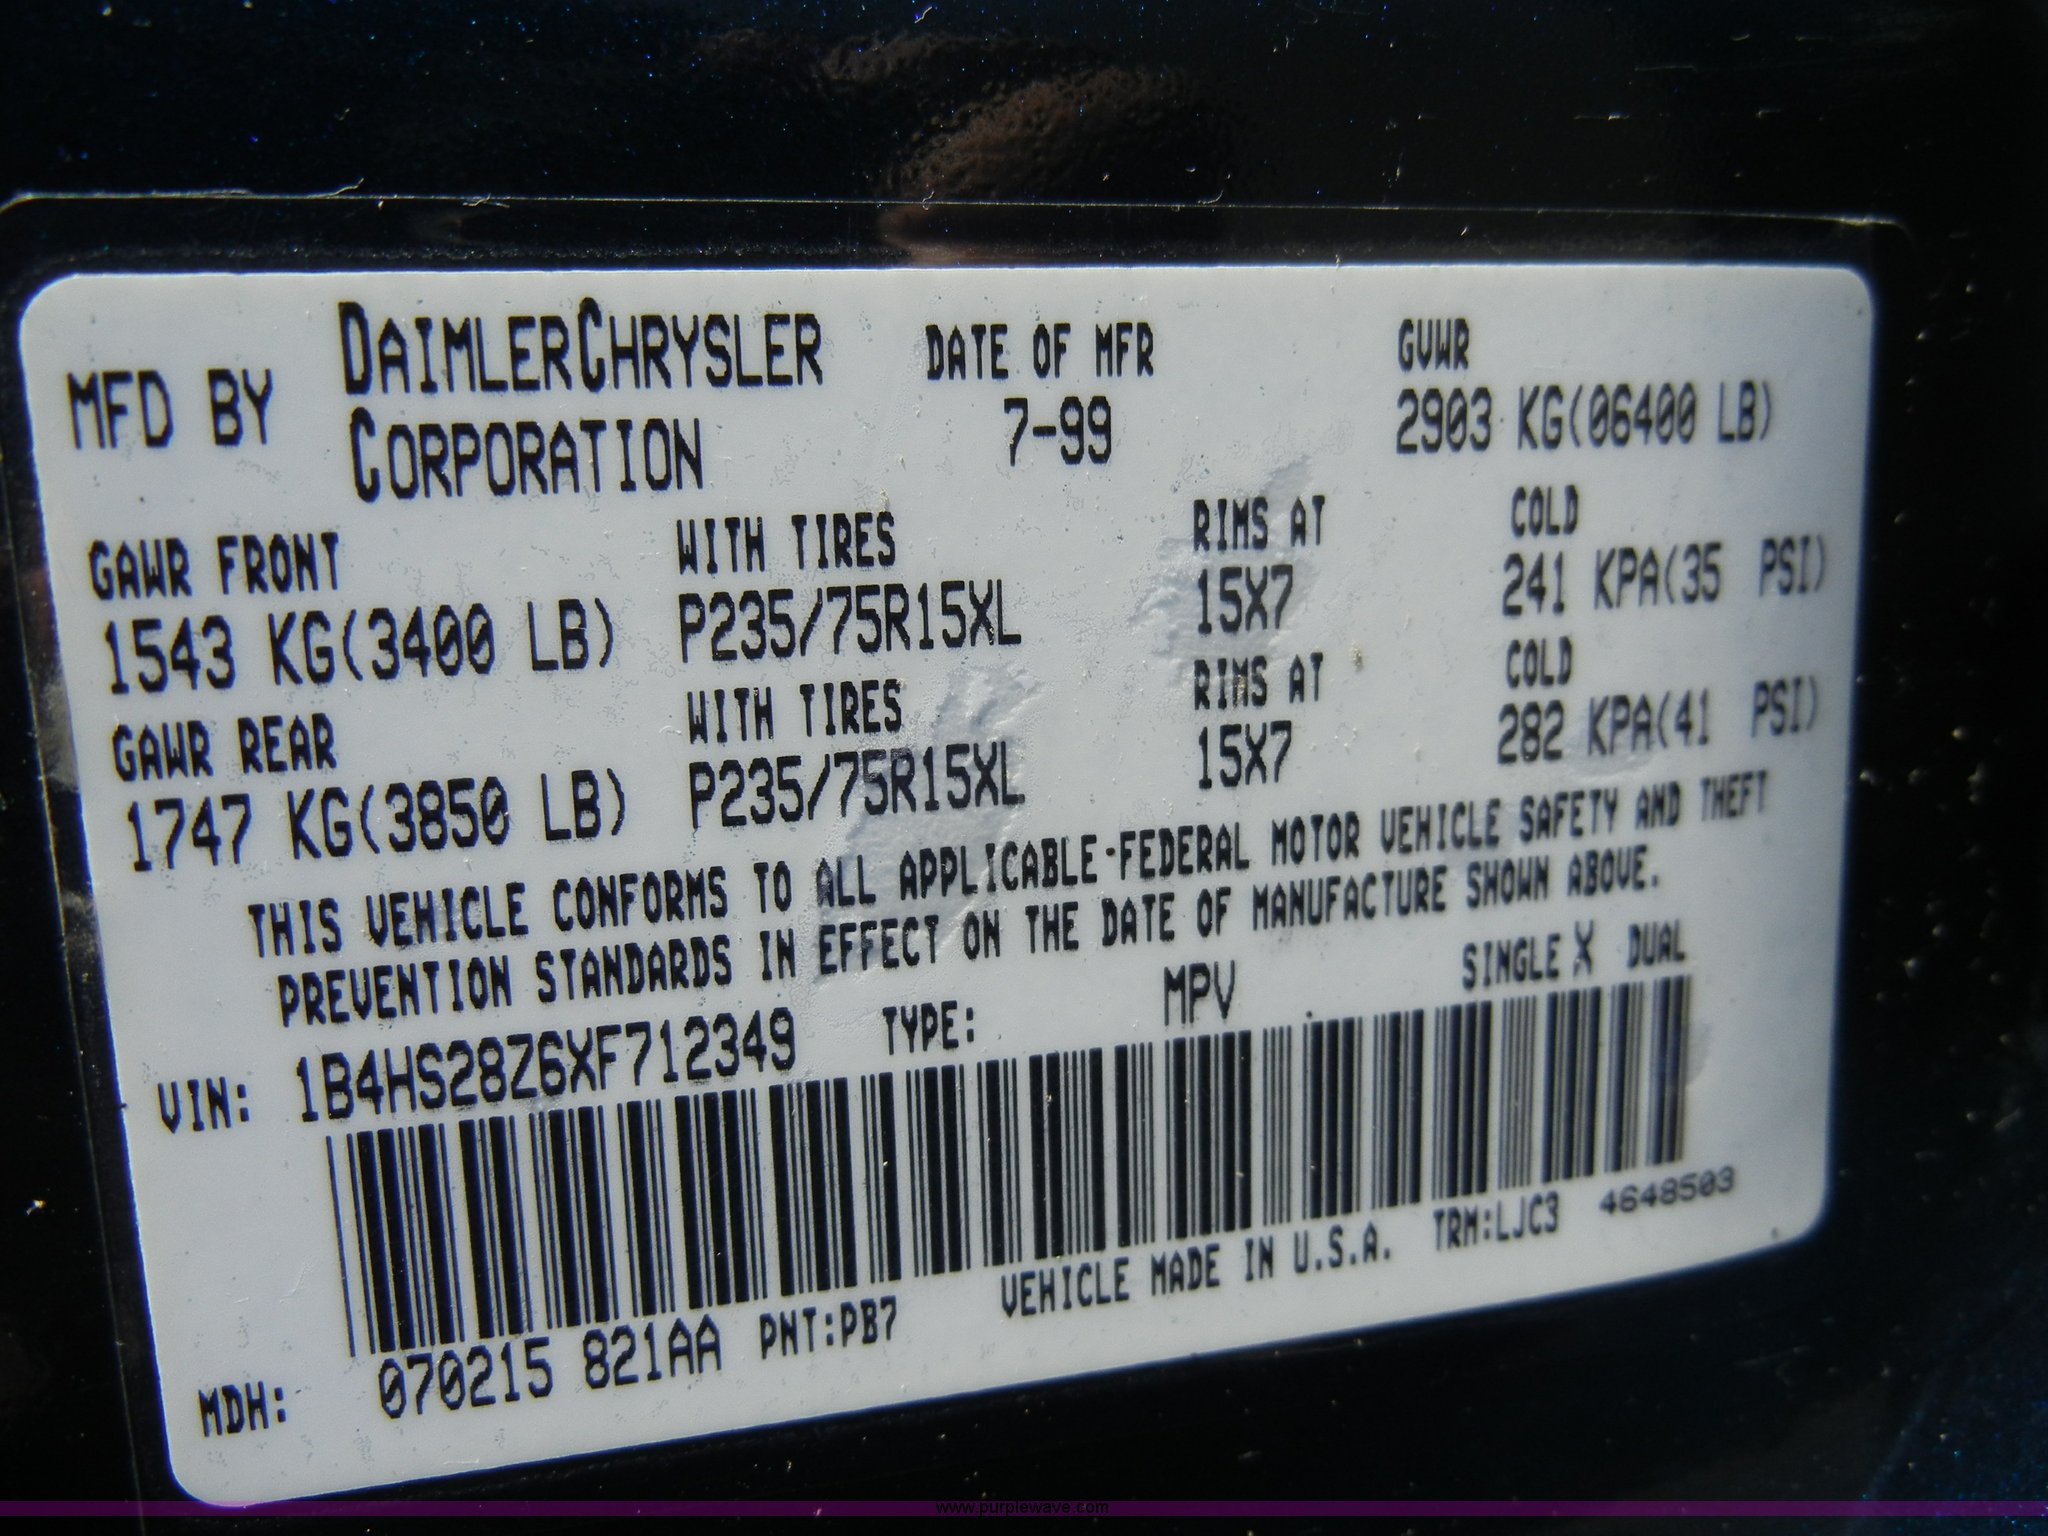 MFD BY DAIMLERCHRYSLER CORPORATION
DATE OF MFR
7-99
GVWR
2903 KG(06400 LB)
GAWR FRONT WITH TIRES RIMS AT COLD
1543 KG(3400 LB) P235/75R15XL 15X7 241 KPA(35 PSI)
GAWR REAR WITH TIRES RIMS AT COLD
1747 KG(3850 LB) P235/75R15XL 15X7 282 KPA(41 PSI)
THIS VEHICLE CONFORMS TO ALL APPLICABLE-FEDERAL MOTOR VEHICLE SAFETY AND THEFT
PREVENTION STANDARDS IN EFFECT ON THE DATE OF MANUFACTURE SHOWN ABOVE.
VIN: 1B4HS28Z6XF712349 TYPE: MPV SINGLE X DUAL
MDH: 070215 821AA PNT:PB7 VEHICLE MADE IN U.S.A. TRM:LJC3 4648503
www.purplewave.com